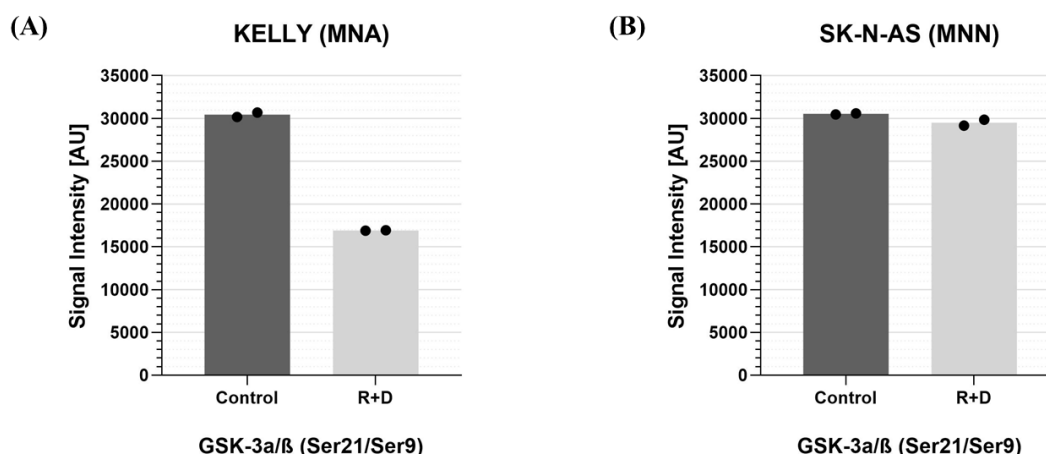 (A)
KELLY (MNA)
Signal Intensity [AU]
35000
30000
25000
20000
15000
10000
5000
0
Control R+D
GSK-3a/ß (Ser21/Ser9)
(B)
SK-N-AS (MNN)
Signal Intensity [AU]
35000
30000
25000
20000
15000
10000
5000
0
Control R+D
GSK-3a/ß (Ser21/Ser9)